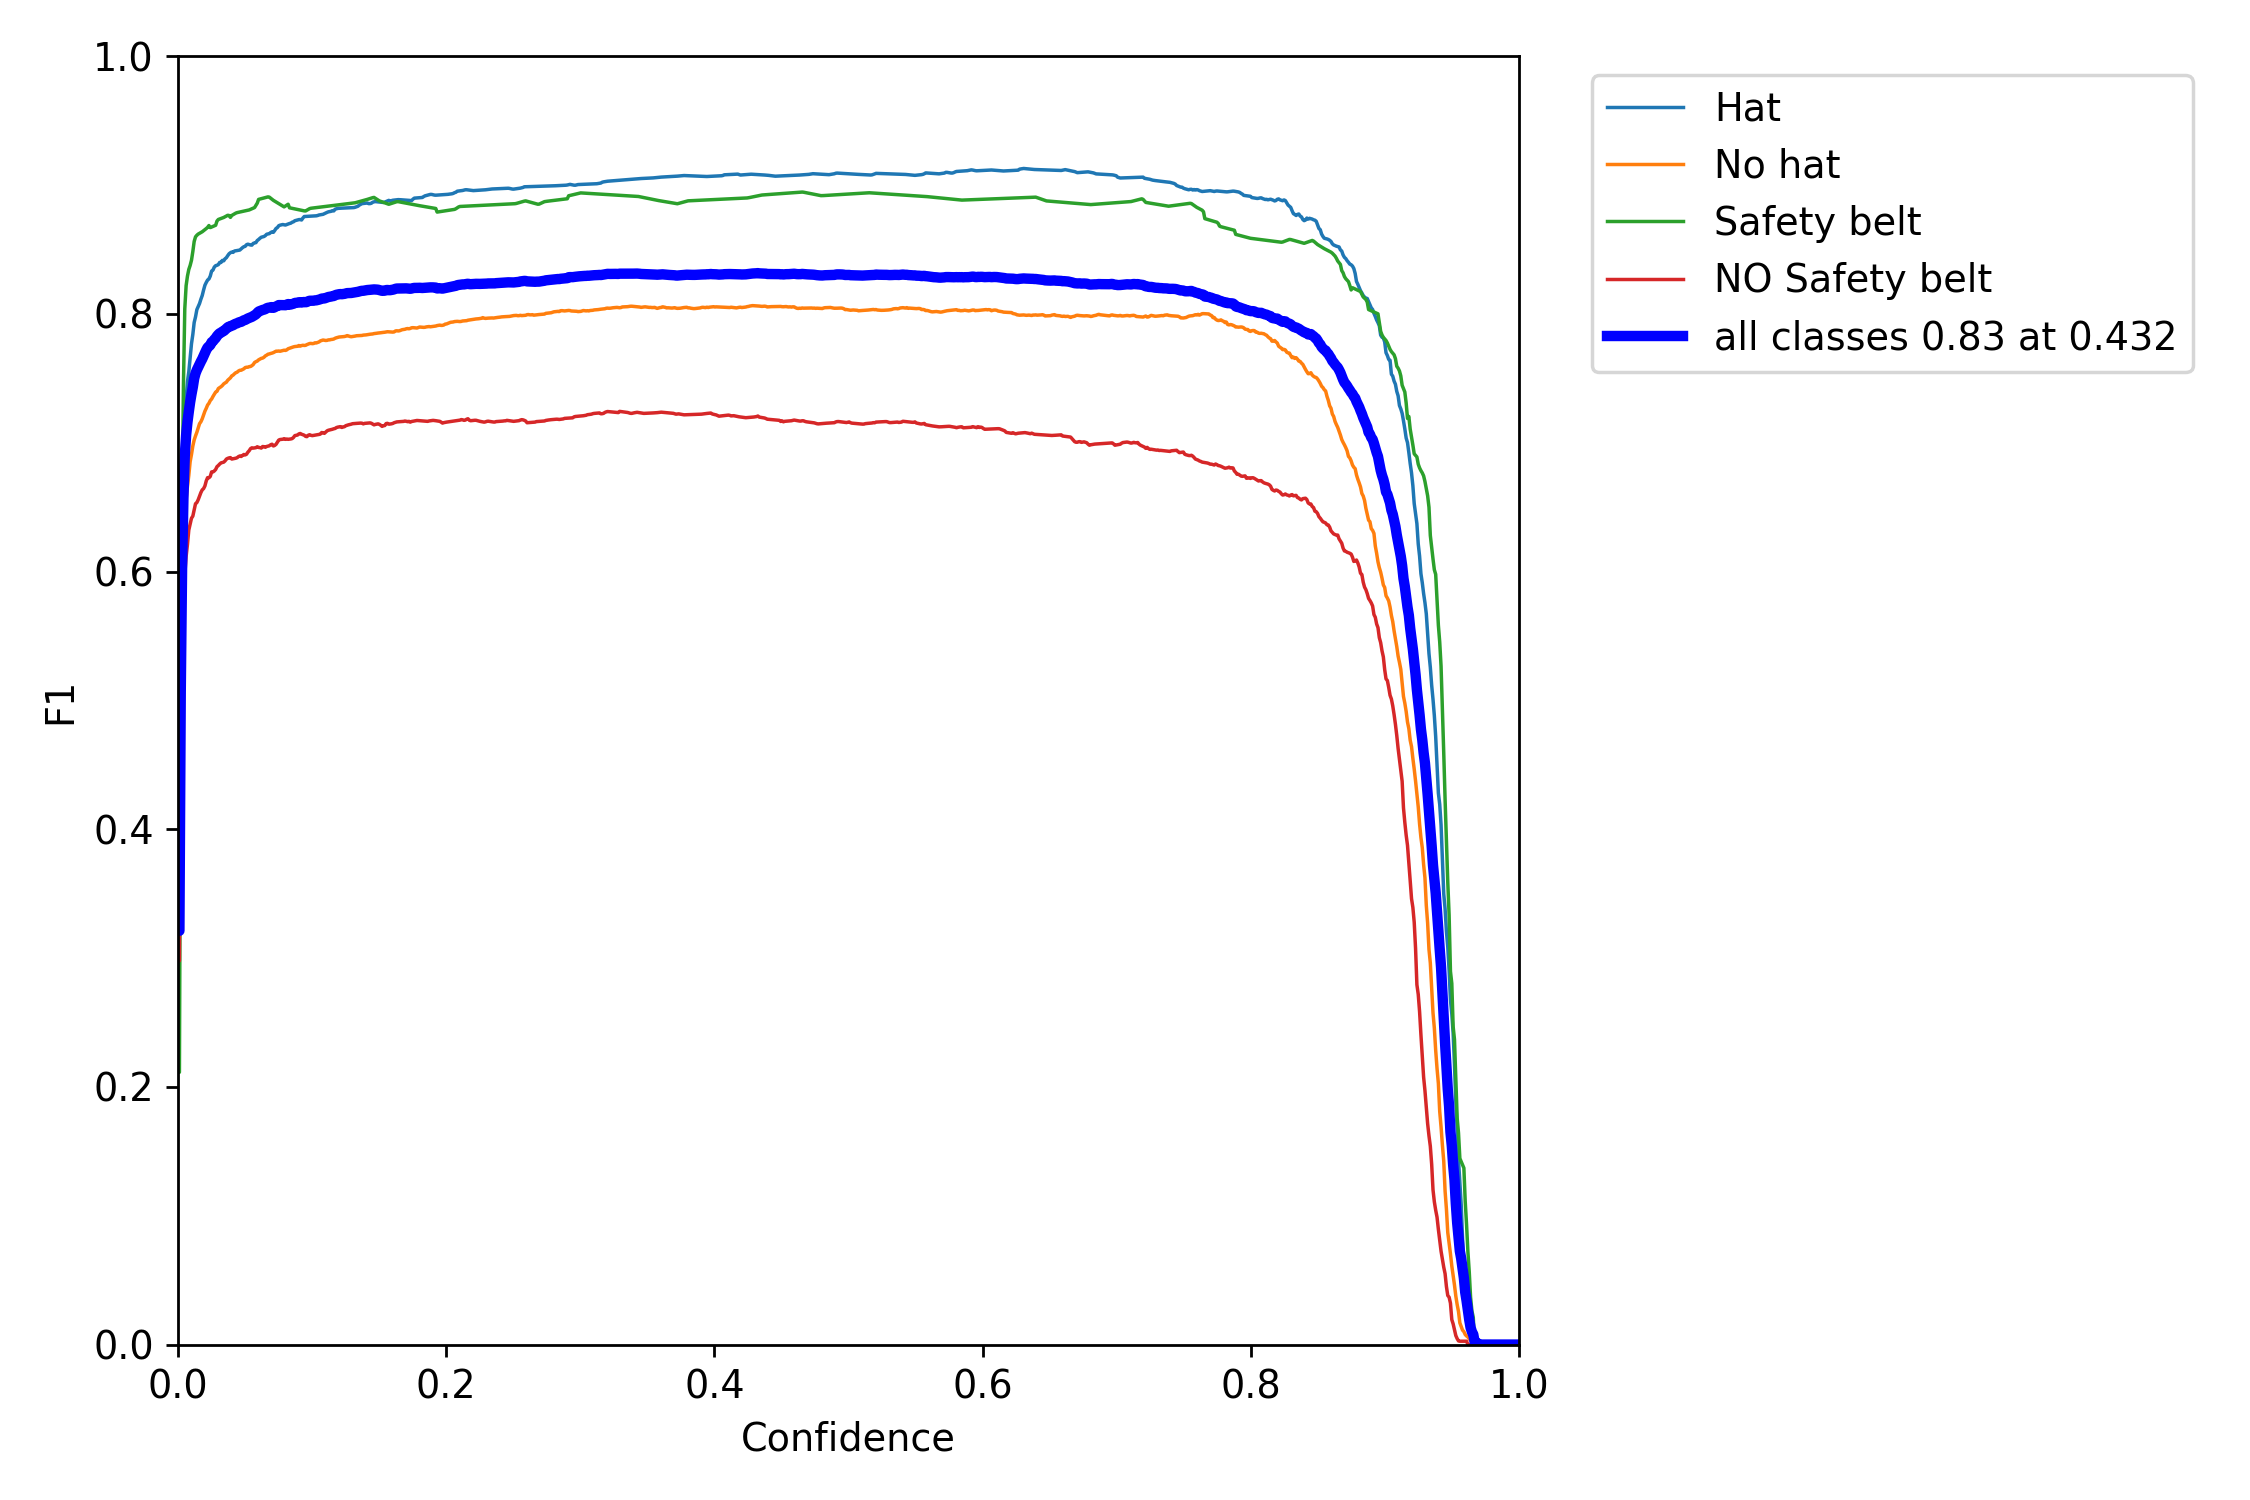 1.0
0.8
0.6
0.4
0.2
0.0
F1
0.0 0.2 0.4 0.6 0.8 1.0
Confidence
Hat
No hat
Safety belt
NO Safety belt
all classes 0.83 at 0.432